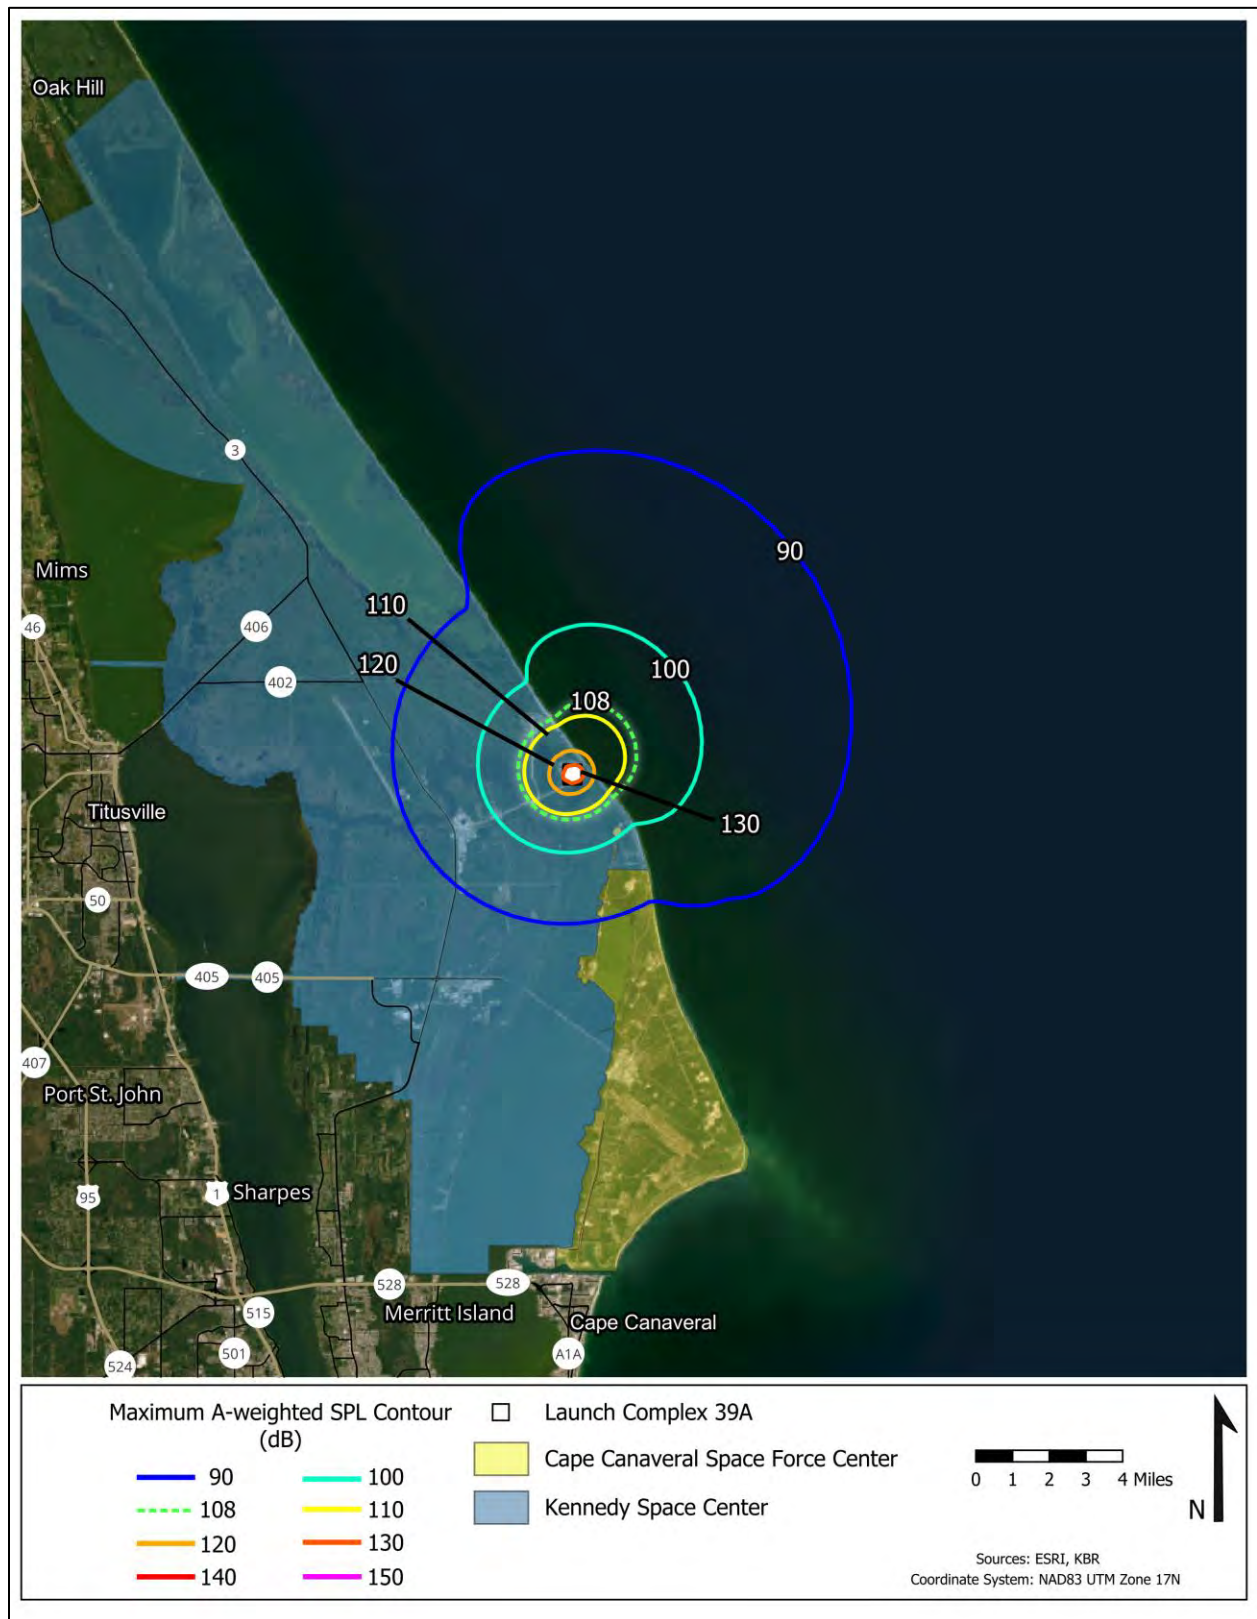 Oak Hill
3
90
Mims
110
406
46
120
100
402
108
Titusville
130
50
405
405
407
Port St. John
95
1
Sharpes
528
528
515
Merritt Island
Cape Canaveral
501
A1A
524
Maximum A-weighted SPL Contour
(dB)
90
100
108
110
120
130
140
150
Launch Complex 39A
Cape Canaveral Space Force Center
Kennedy Space Center
0 1 2 3 4 Miles
N
Sources: ESRI, KBR
Coordinate System: NAD83 UTM Zone 17N